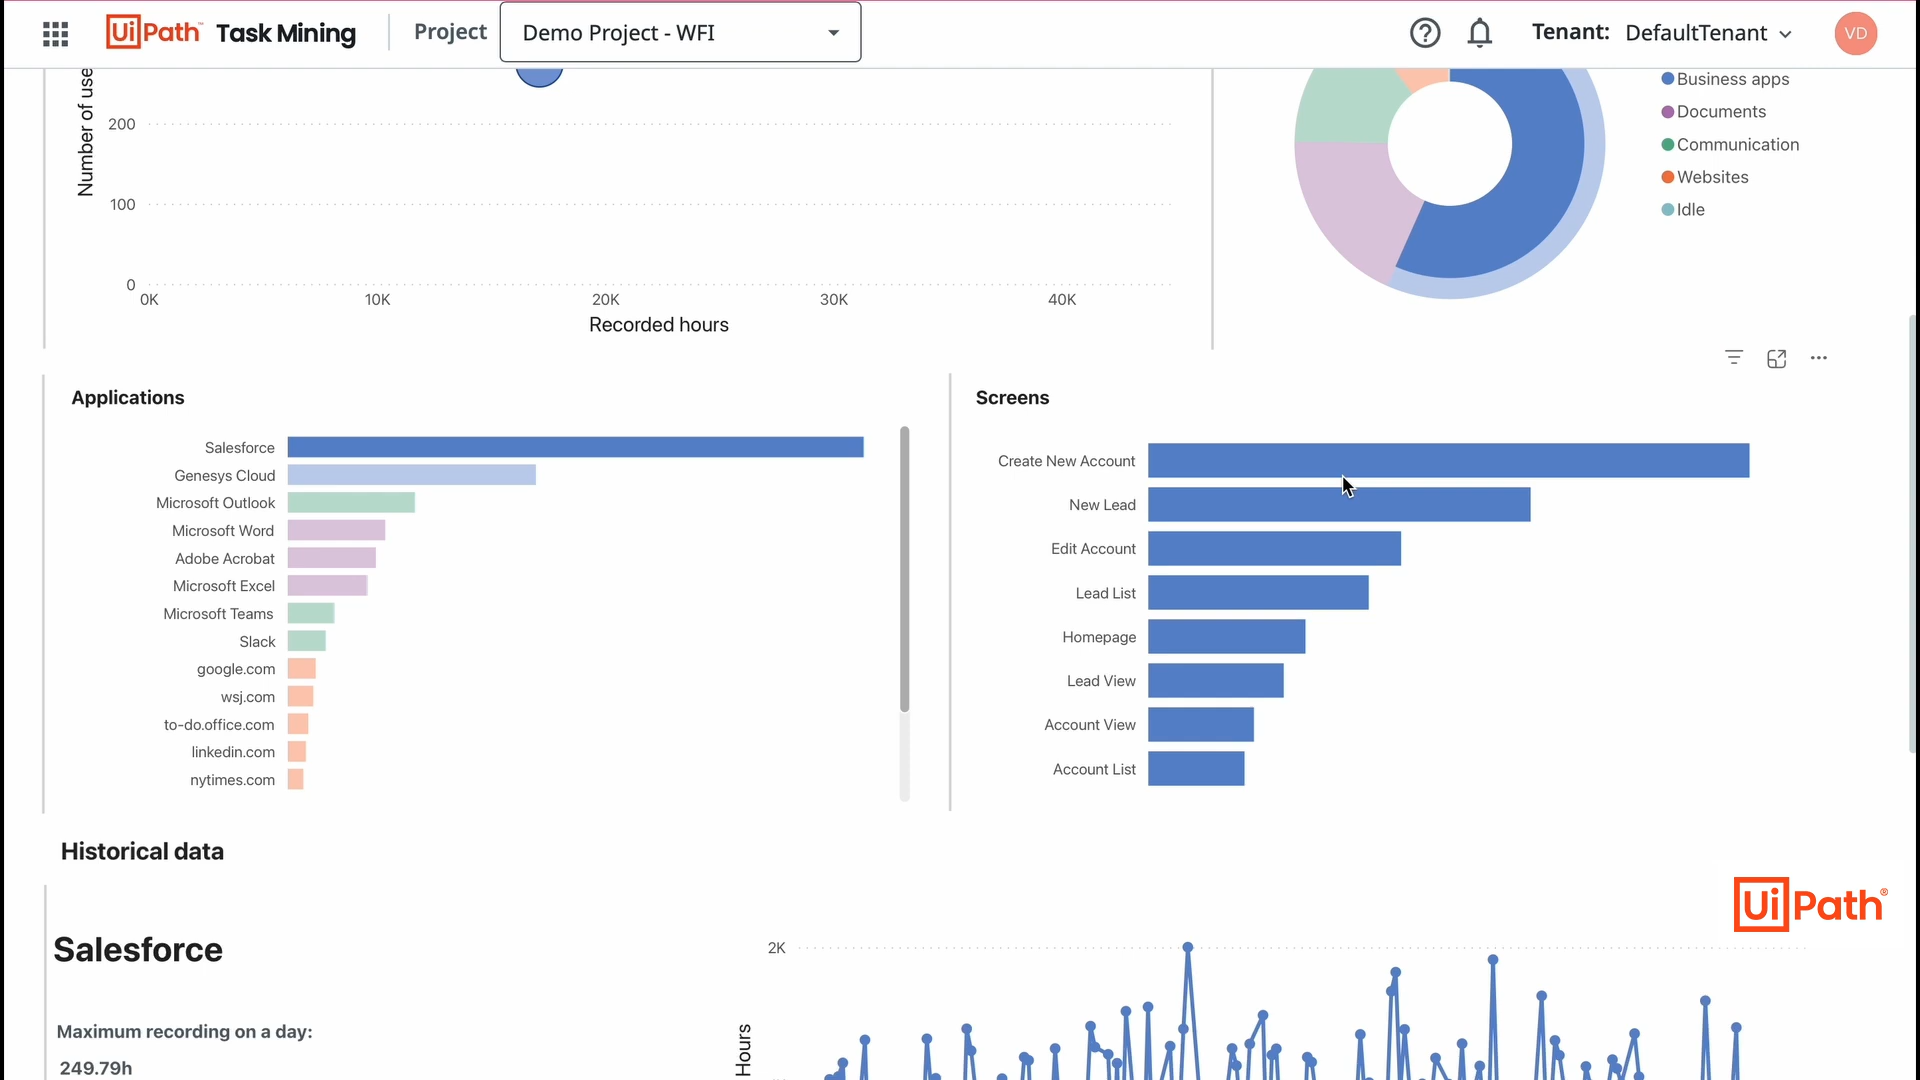 UiPath™ Task Mining
Project
Demo Project - WFI
Tenant: DefaultTenant
VD
Number of use
200
100
0
0K 10K 20K 30K 40K
Recorded hours
Business apps
Documents
Communication
Websites
Idle
Applications
Salesforce
Genesys Cloud
Microsoft Outlook
Microsoft Word
Adobe Acrobat
Microsoft Excel
Microsoft Teams
Slack
google.com
wsj.com
to-do.office.com
linkedin.com
nytimes.com
Screens
Create New Account
New Lead
Edit Account
Lead List
Homepage
Lead View
Account View
Account List
Historical data
Salesforce
Maximum recording on a day:
249.79h
2K
Hours
UiPath®